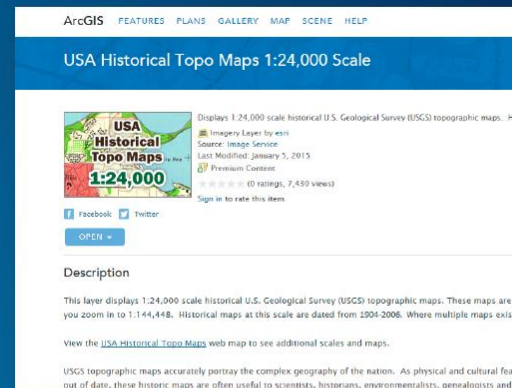 ArcGIS FEATURES PLANS GALLERY MAP SCENE HELP
USA Historical Topo Maps 1:24,000 Scale
USA
Historical
Topo Maps
1:24,000
Displays 1:24,000 scale historical U.S. Geological Survey (USGS) topographic maps. H
Imagery Layer by esri
Source: Image Service
Last Modified: January 5, 2015
Premium Content
(0 ratings, 7,439 views)
Sign in to rate this item
Facebook Twitter
OPEN
Description
This layer displays 1:24,000 scale historical U.S. Geological Survey (USGS) topographic maps. These maps are
you zoom in to 1:144,448. Historical maps at this scale are dated from 1904-2006. Where multiple maps exis
View the USA Historical Topo Maps web map to see additional scales and maps.
USGS topographic maps accurately portray the complex geography of the nation. As physical and cultural fea
out of date, these historic maps are often useful to scientists, historians, environmentalists, genealogists and